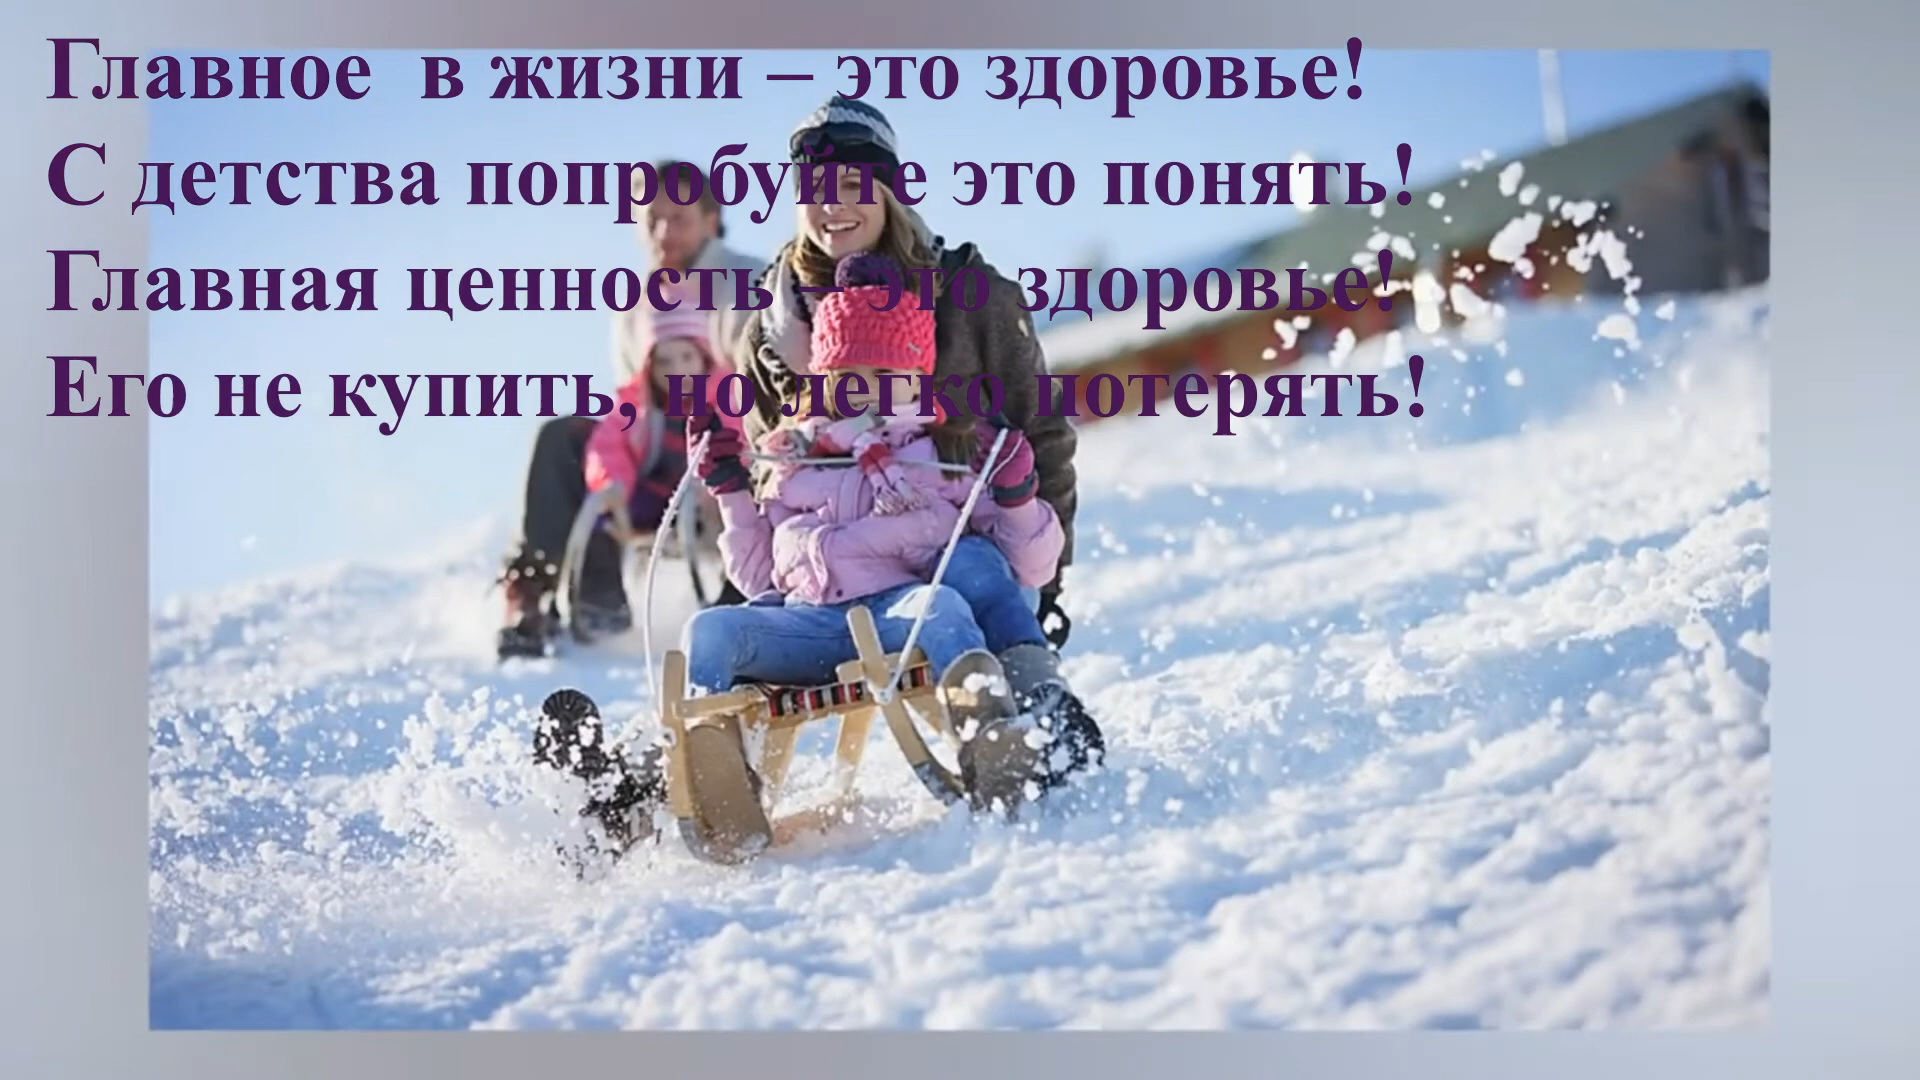 Главное  в жизни – это здоровье!
С детства попробуйте это понять!
Главная ценность – это здоровье!
Его не купить, но легко потерять!